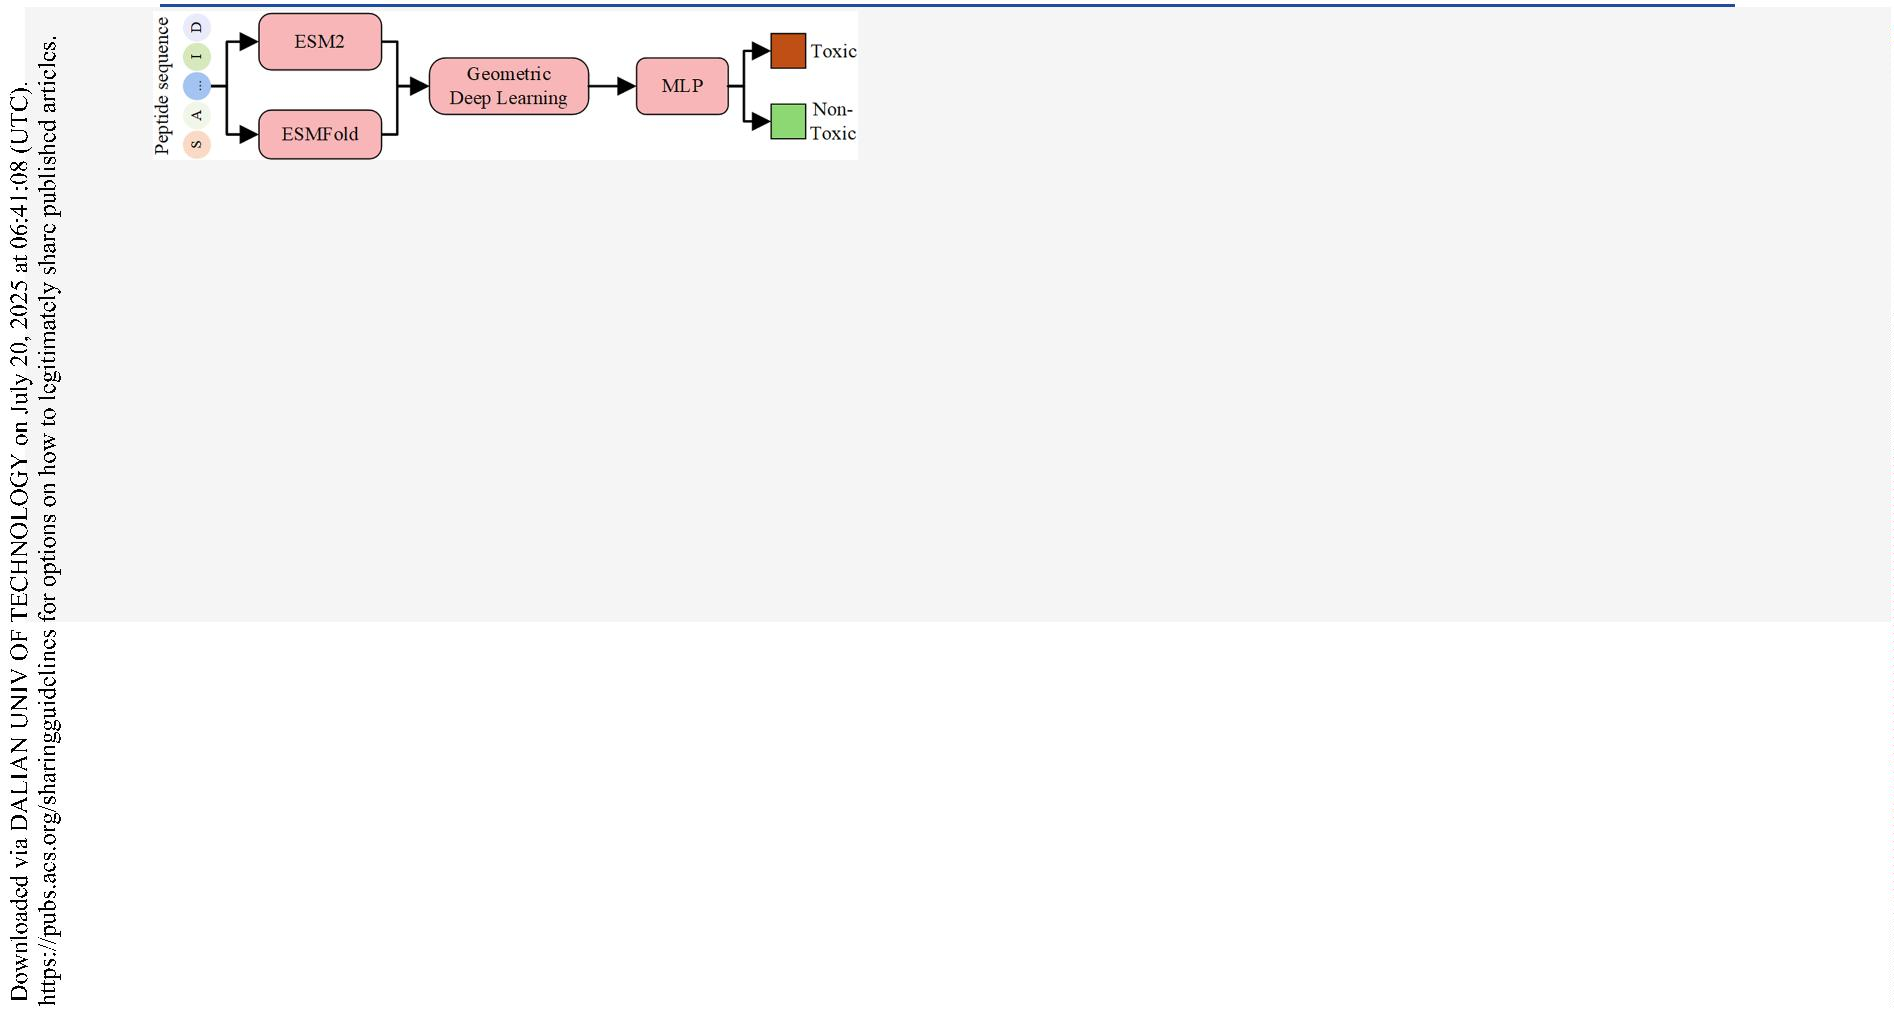 Downloaded via DALIAN UNIV OF TECHNOLOGY on July 20, 2025 at 06:41:08 (UTC).
https://pubs.acs.org/sharingguidelines for options on how to legitimately share published articles.
Peptide sequence
S A ... I D
ESM2
ESMFold
Geometric
Deep Learning
MLP
Toxic
Non-
Toxic